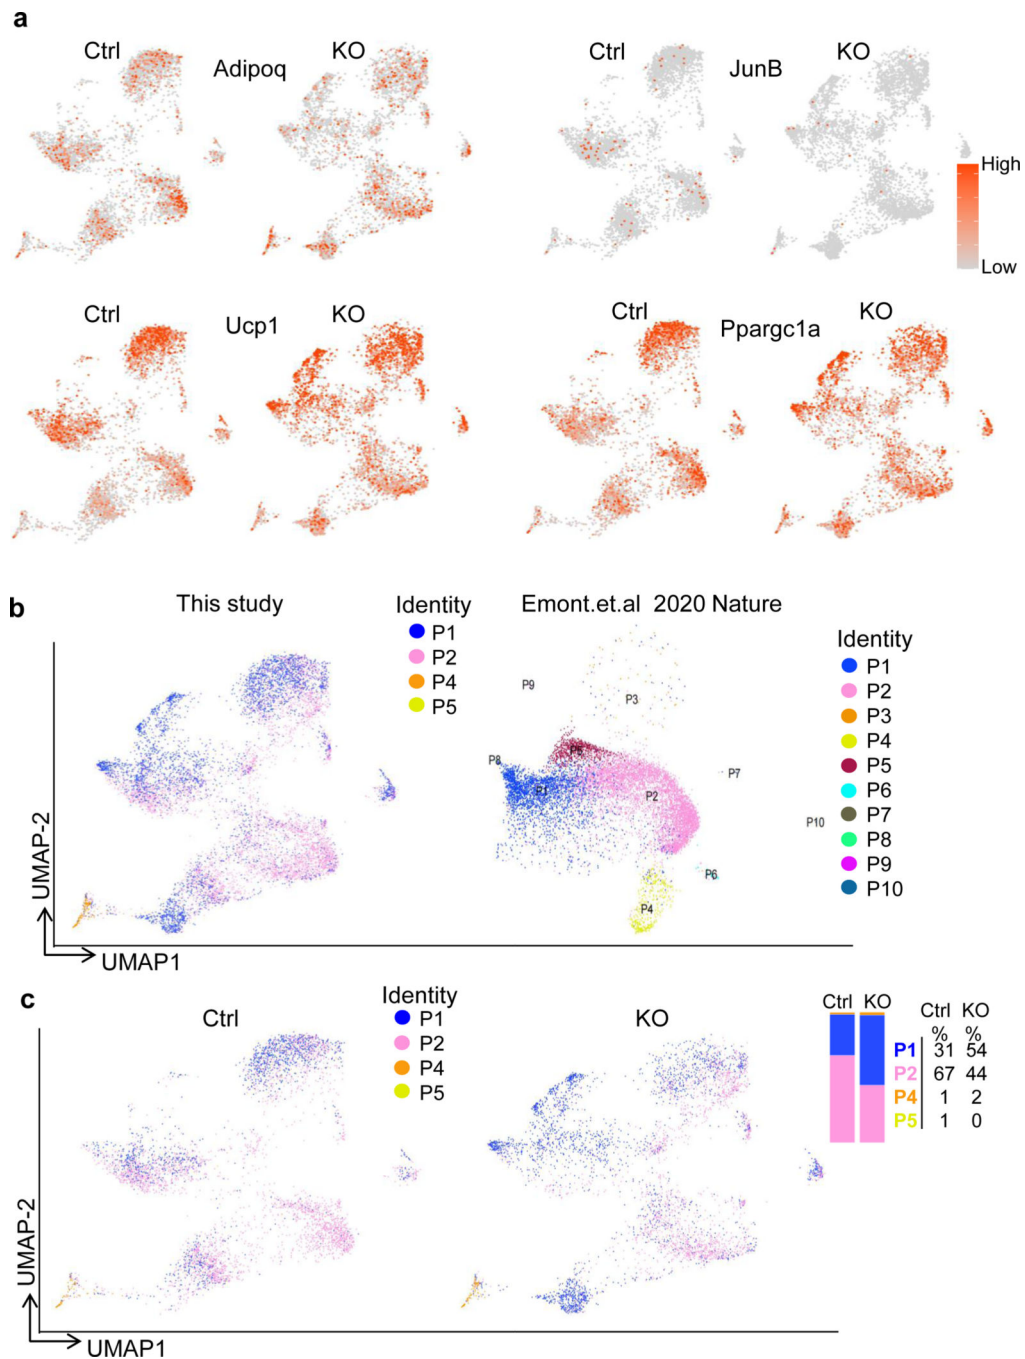 a
Ctrl Adipoq KO
Ctrl JunB KO
High
Low
Ctrl Ucp1 KO
Ctrl Ppargc1a KO
b
This study
Identity
P1
P2
P4
P5
Emont.et.al 2020 Nature
P9
P3
P8
P1
P2
P7
P10
P6
P4
Identity
P1
P2
P3
P4
P5
P6
P7
P8
P9
P10
UMAP-2
UMAP1
c
Ctrl
Identity
P1
P2
P4
P5
KO
Ctrl KO
Ctrl KO
% %
P1 31 54
P2 67 44
P4 1 2
P5 1 0
UMAP-2
UMAP1